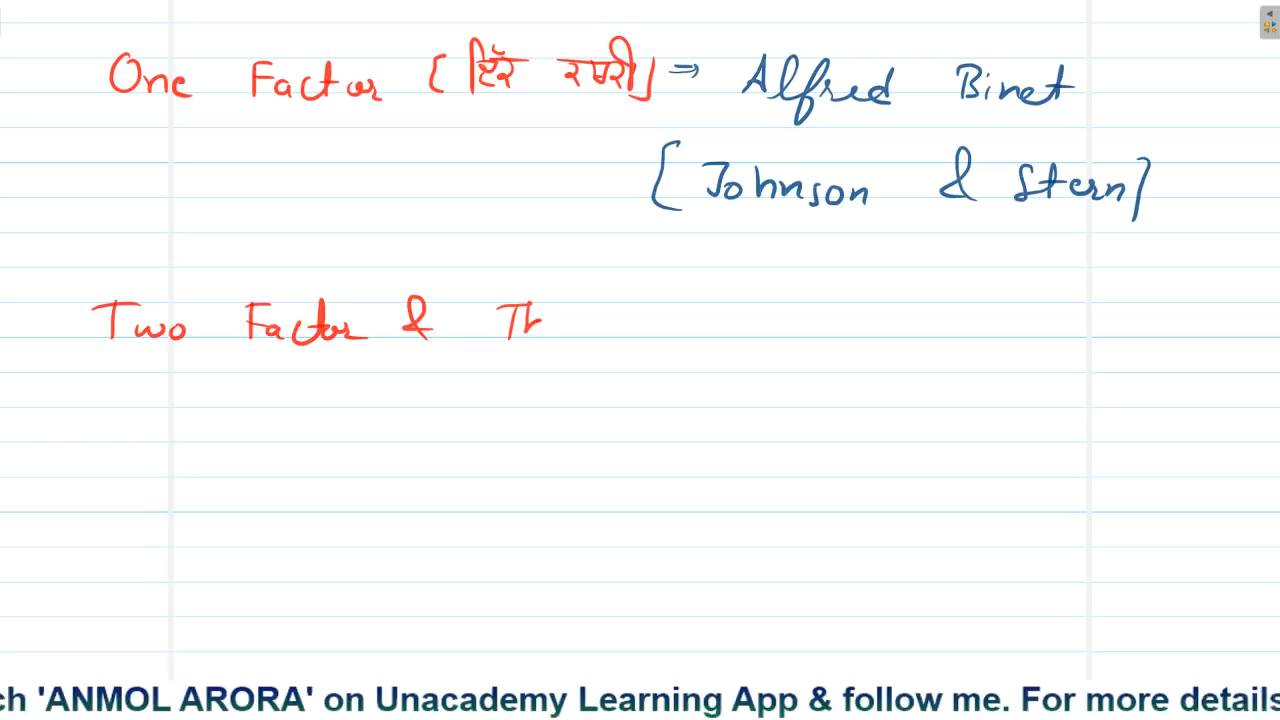 One Factor [ ] ⇒ Alfred Binet
[Johnson & Stern]
Two Factor & Th
ch 'ANMOL ARORA' on Unacademy Learning App & follow me. For more details